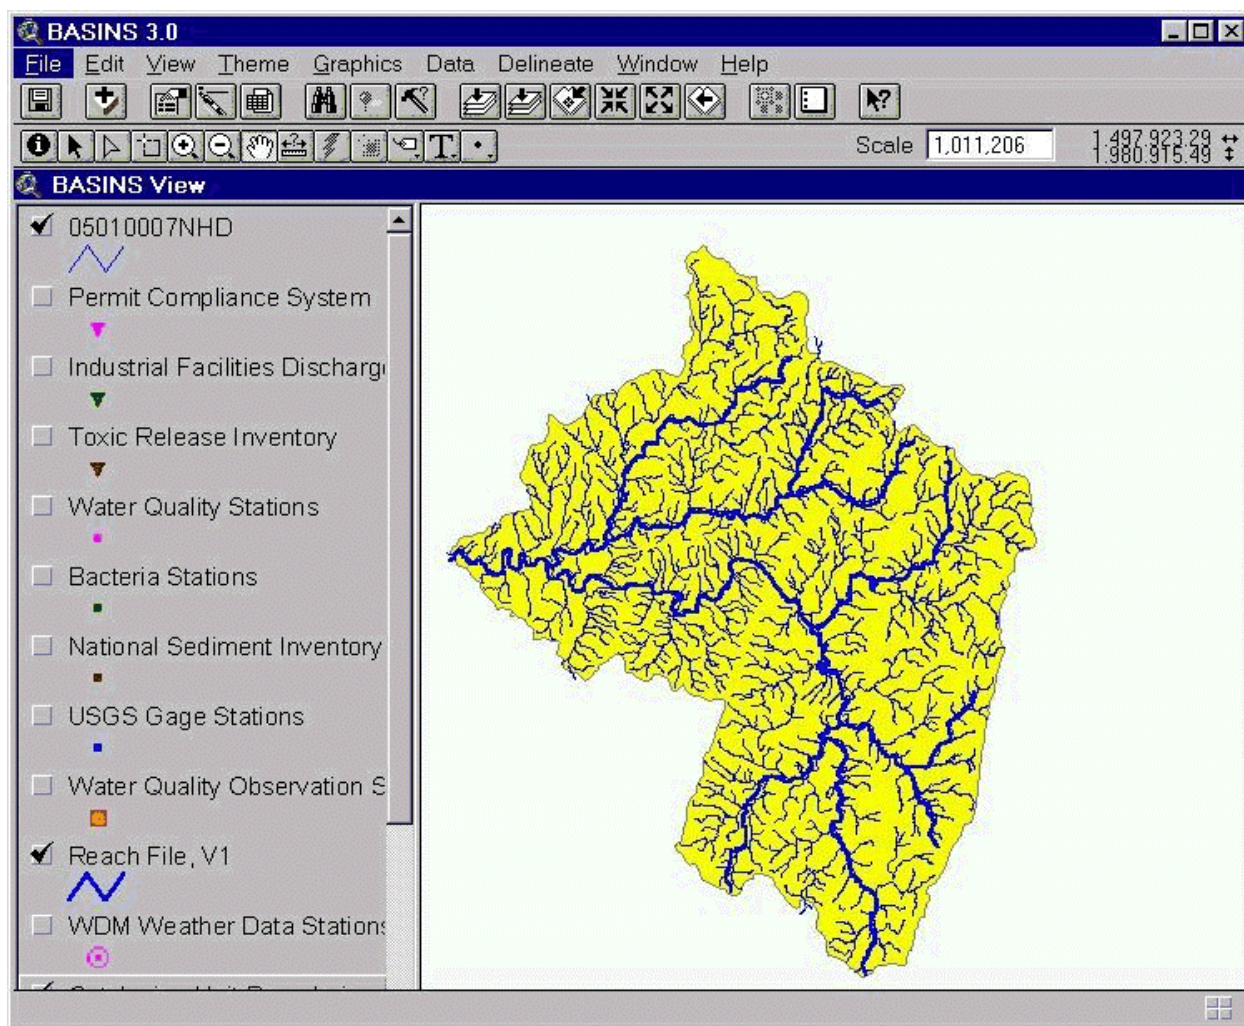 BASINS 3.0
File Edit View Theme Graphics Data Delineate Window Help
Scale 1,011,206 1,497,923.29
1,980,915.49
BASINS View
05010007NHD
Permit Compliance System
Industrial Facilities Discharg
Toxic Release Inventory
Water Quality Stations
Bacteria Stations
National Sediment Inventory
USGS Gage Stations
Water Quality Observation S
Reach File, V1
WDM Weather Data Stations